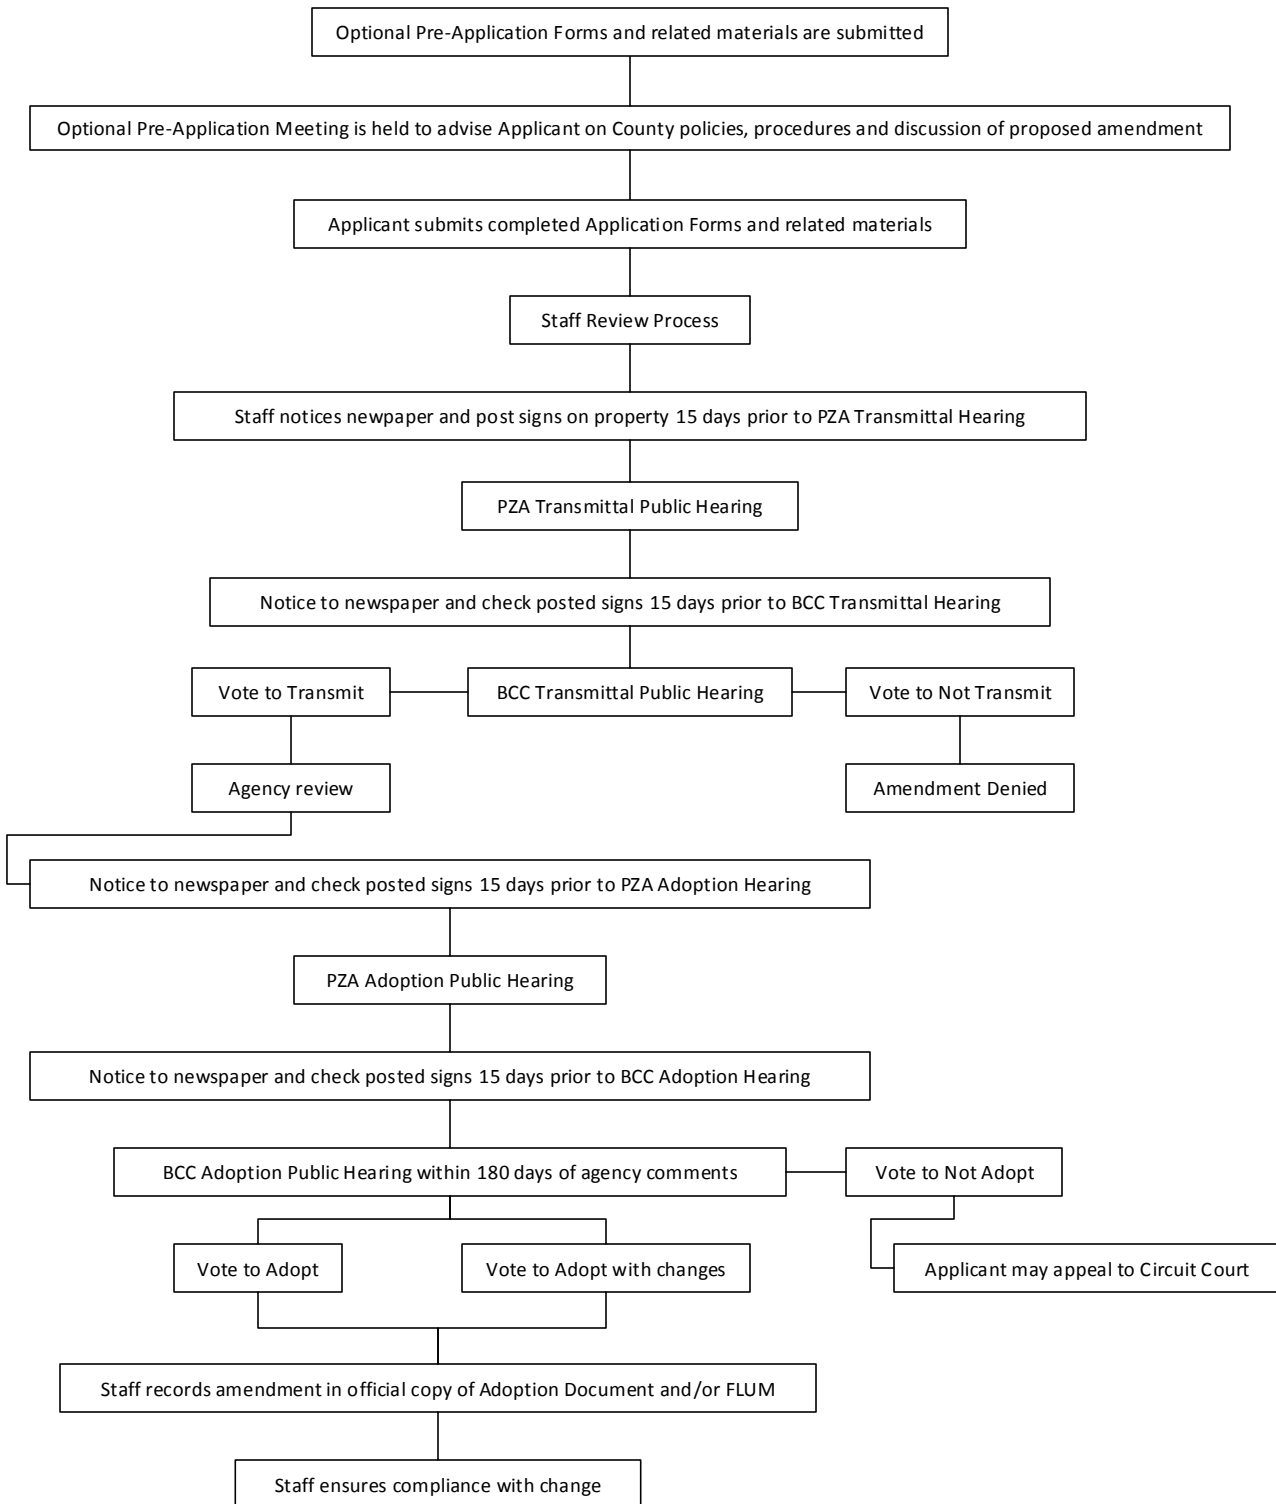 Optional Pre-Application Forms and related materials are submitted
Optional Pre-Application Meeting is held to advise Applicant on County policies, procedures and discussion of proposed amendment
Applicant submits completed Application Forms and related materials
Staff Review Process
Staff notices newpaper and post signs on property 15 days prior to PZA Transmittal Hearing
PZA Transmittal Public Hearing
Notice to newspaper and check posted signs 15 days prior to BCC Transmittal Hearing
Vote to Transmit
BCC Transmittal Public Hearing
Vote to Not Transmit
Agency review
Amendment Denied
Notice to newspaper and check posted signs 15 days prior to PZA Adoption Hearing
PZA Adoption Public Hearing
Notice to newspaper and check posted signs 15 days prior to BCC Adoption Hearing
BCC Adoption Public Hearing within 180 days of agency comments
Vote to Not Adopt
Vote to Adopt
Vote to Adopt with changes
Applicant may appeal to Circuit Court
Staff records amendment in official copy of Adoption Document and/or FLUM
Staff ensures compliance with change